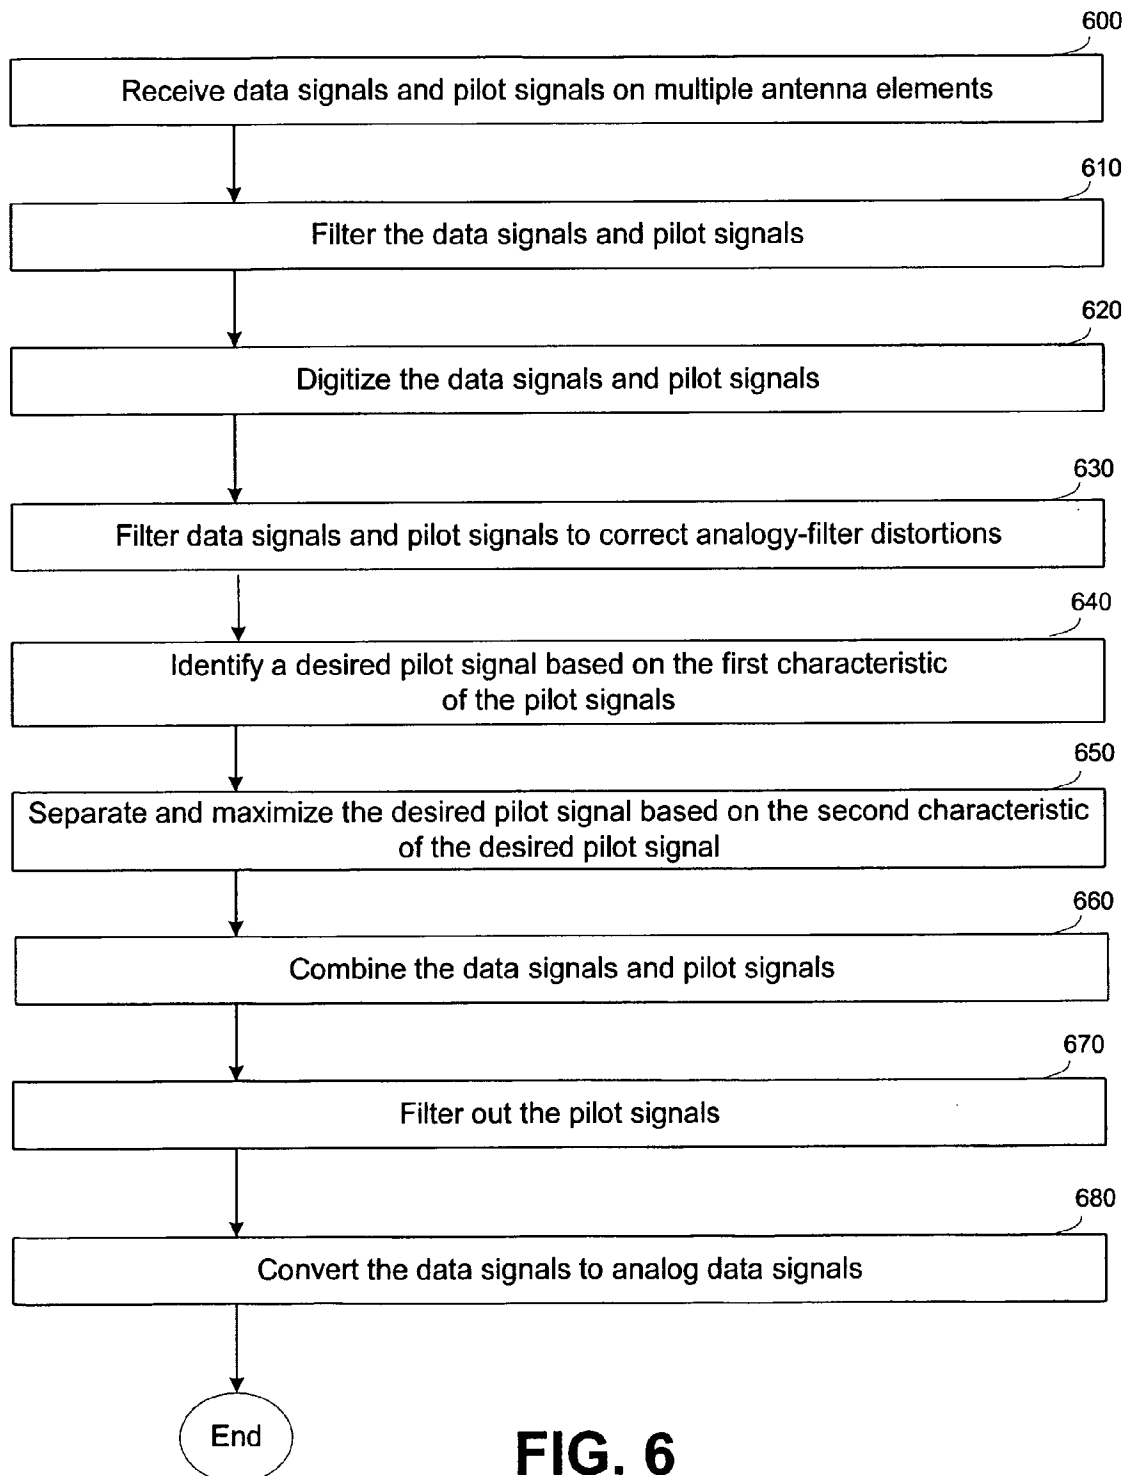 600
Receive data signals and pilot signals on multiple antenna elements
610
Filter the data signals and pilot signals
620
Digitize the data signals and pilot signals
630
Filter data signals and pilot signals to correct analogy-filter distortions
640
Identify a desired pilot signal based on the first characteristic
of the pilot signals
650
Separate and maximize the desired pilot signal based on the second characteristic
of the desired pilot signal
660
Combine the data signals and pilot signals
670
Filter out the pilot signals
680
Convert the data signals to analog data signals
End
FIG. 6